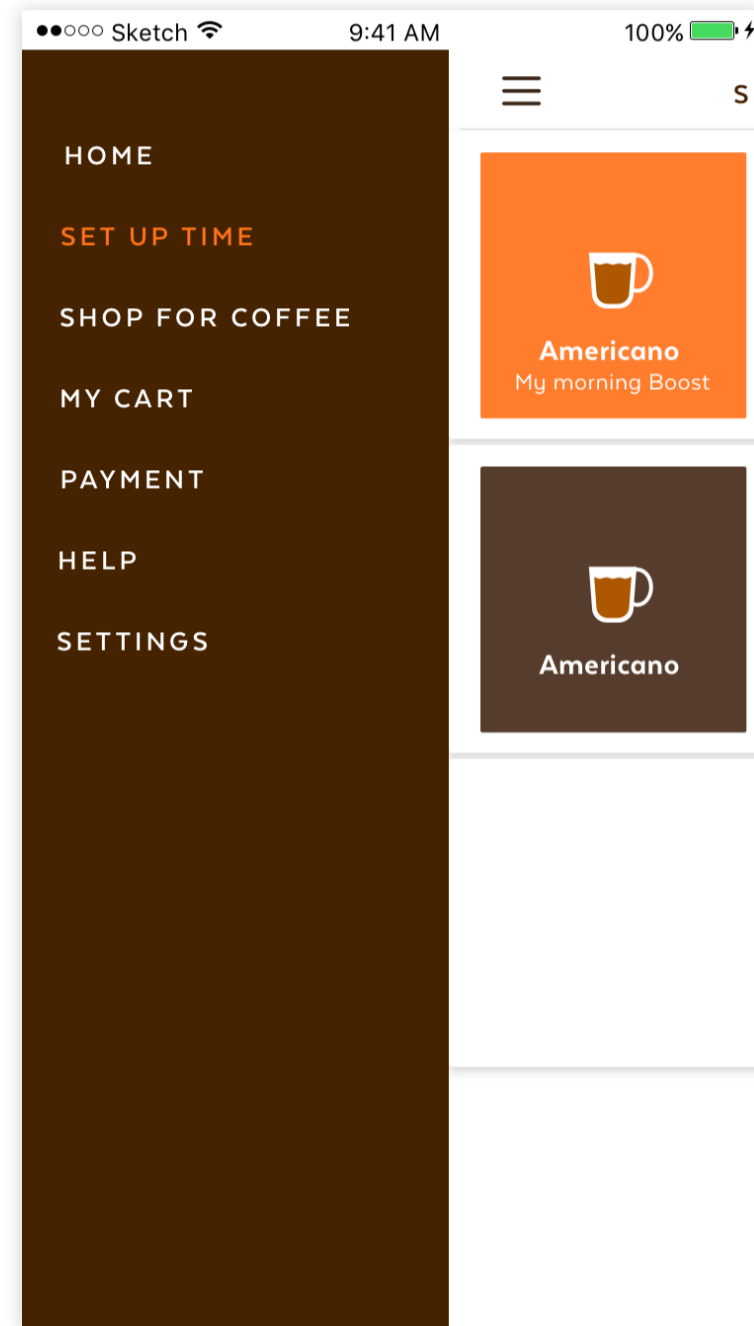 Sketch 9:41 AM 100%
S
HOME
SET UP TIME
SHOP FOR COFFEE
MY CART
PAYMENT
HELP
SETTINGS
Americano
My morning Boost
Americano